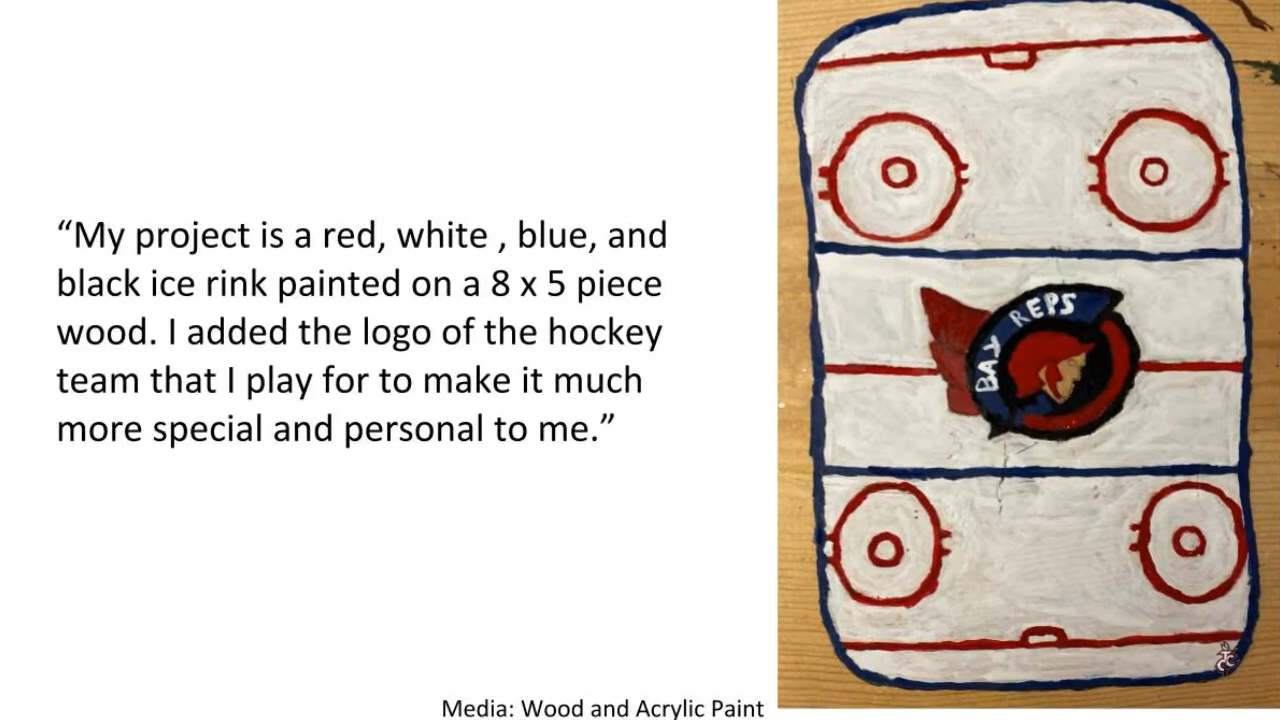 “My project is a red, white , blue, and
black ice rink painted on a 8 x 5 piece
wood. I added the logo of the hockey
team that I play for to make it much
more special and personal to me.”
BAY REPS
Media: Wood and Acrylic Paint